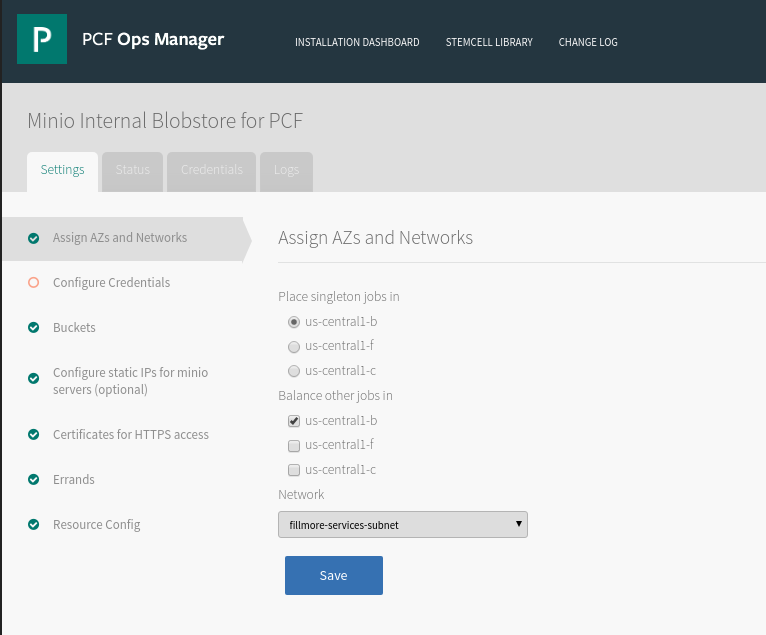 PCF Ops Manager
INSTALLATION DASHBOARD
STEMCELL LIBRARY
CHANGE LOG
Minio Internal Blobstore for PCF
Settings
Status
Credentials
Logs
Assign AZs and Networks
Configure Credentials
Buckets
Configure static IPs for minio
servers (optional)
Certificates for HTTPS access
Errands
Resource Config
Assign AZs and Networks
Place singleton jobs in
us-central1-b
us-central1-f
us-central1-c
Balance other jobs in
us-central1-b
us-central1-f
us-central1-c
Network
fillmore-services-subnet
Save